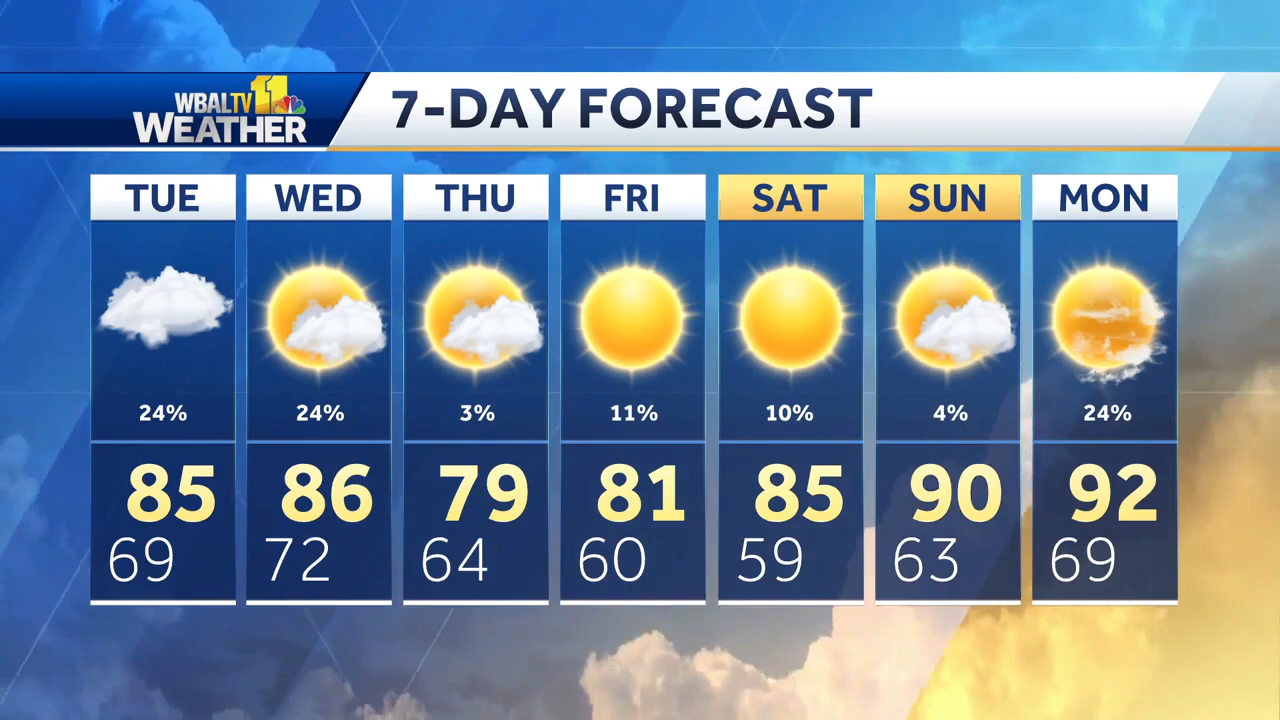 WBALTV 11
WEATHER
7-DAY FORECAST
TUE WED THU FRI SAT SUN MON
24% 24% 3% 11% 10% 4% 24%
85 86 79 81 85 90 92
69 72 64 60 59 63 69